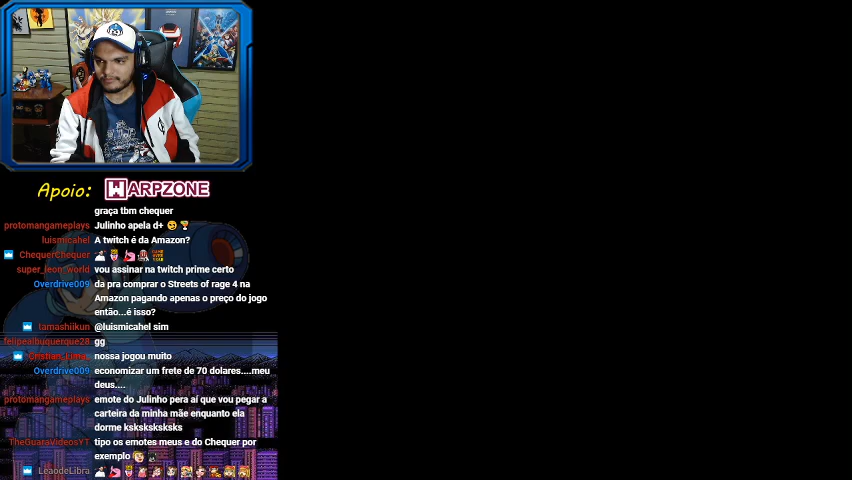 Apoio: WARPZONE
graça tbm chequer
protomangameplays Julinho apela d+
luismicahel A twitch é da Amazon?
ChequerChequer
super_leon_world vou assinar na twitch prime certo
Overdrive009 da pra comprar o Streets of rage 4 na
Amazon pagando apenas o preço do jogo
então...é isso?
tamashiikun @luismicahel sim
felipealbuquerque28 gg
Cristian_Lima_ nossa jogou muito
Overdrive009 economizar um frete de 70 dolares....meu
deus....
protomangameplays emote do Julinho pera aí que vou pegar a
carteira da minha mãe enquanto ela
dorme ksksksksksks
TheGuaraVideosYT tipo os emotes meus e do Chequer por
exemplo
LeaodeLibra